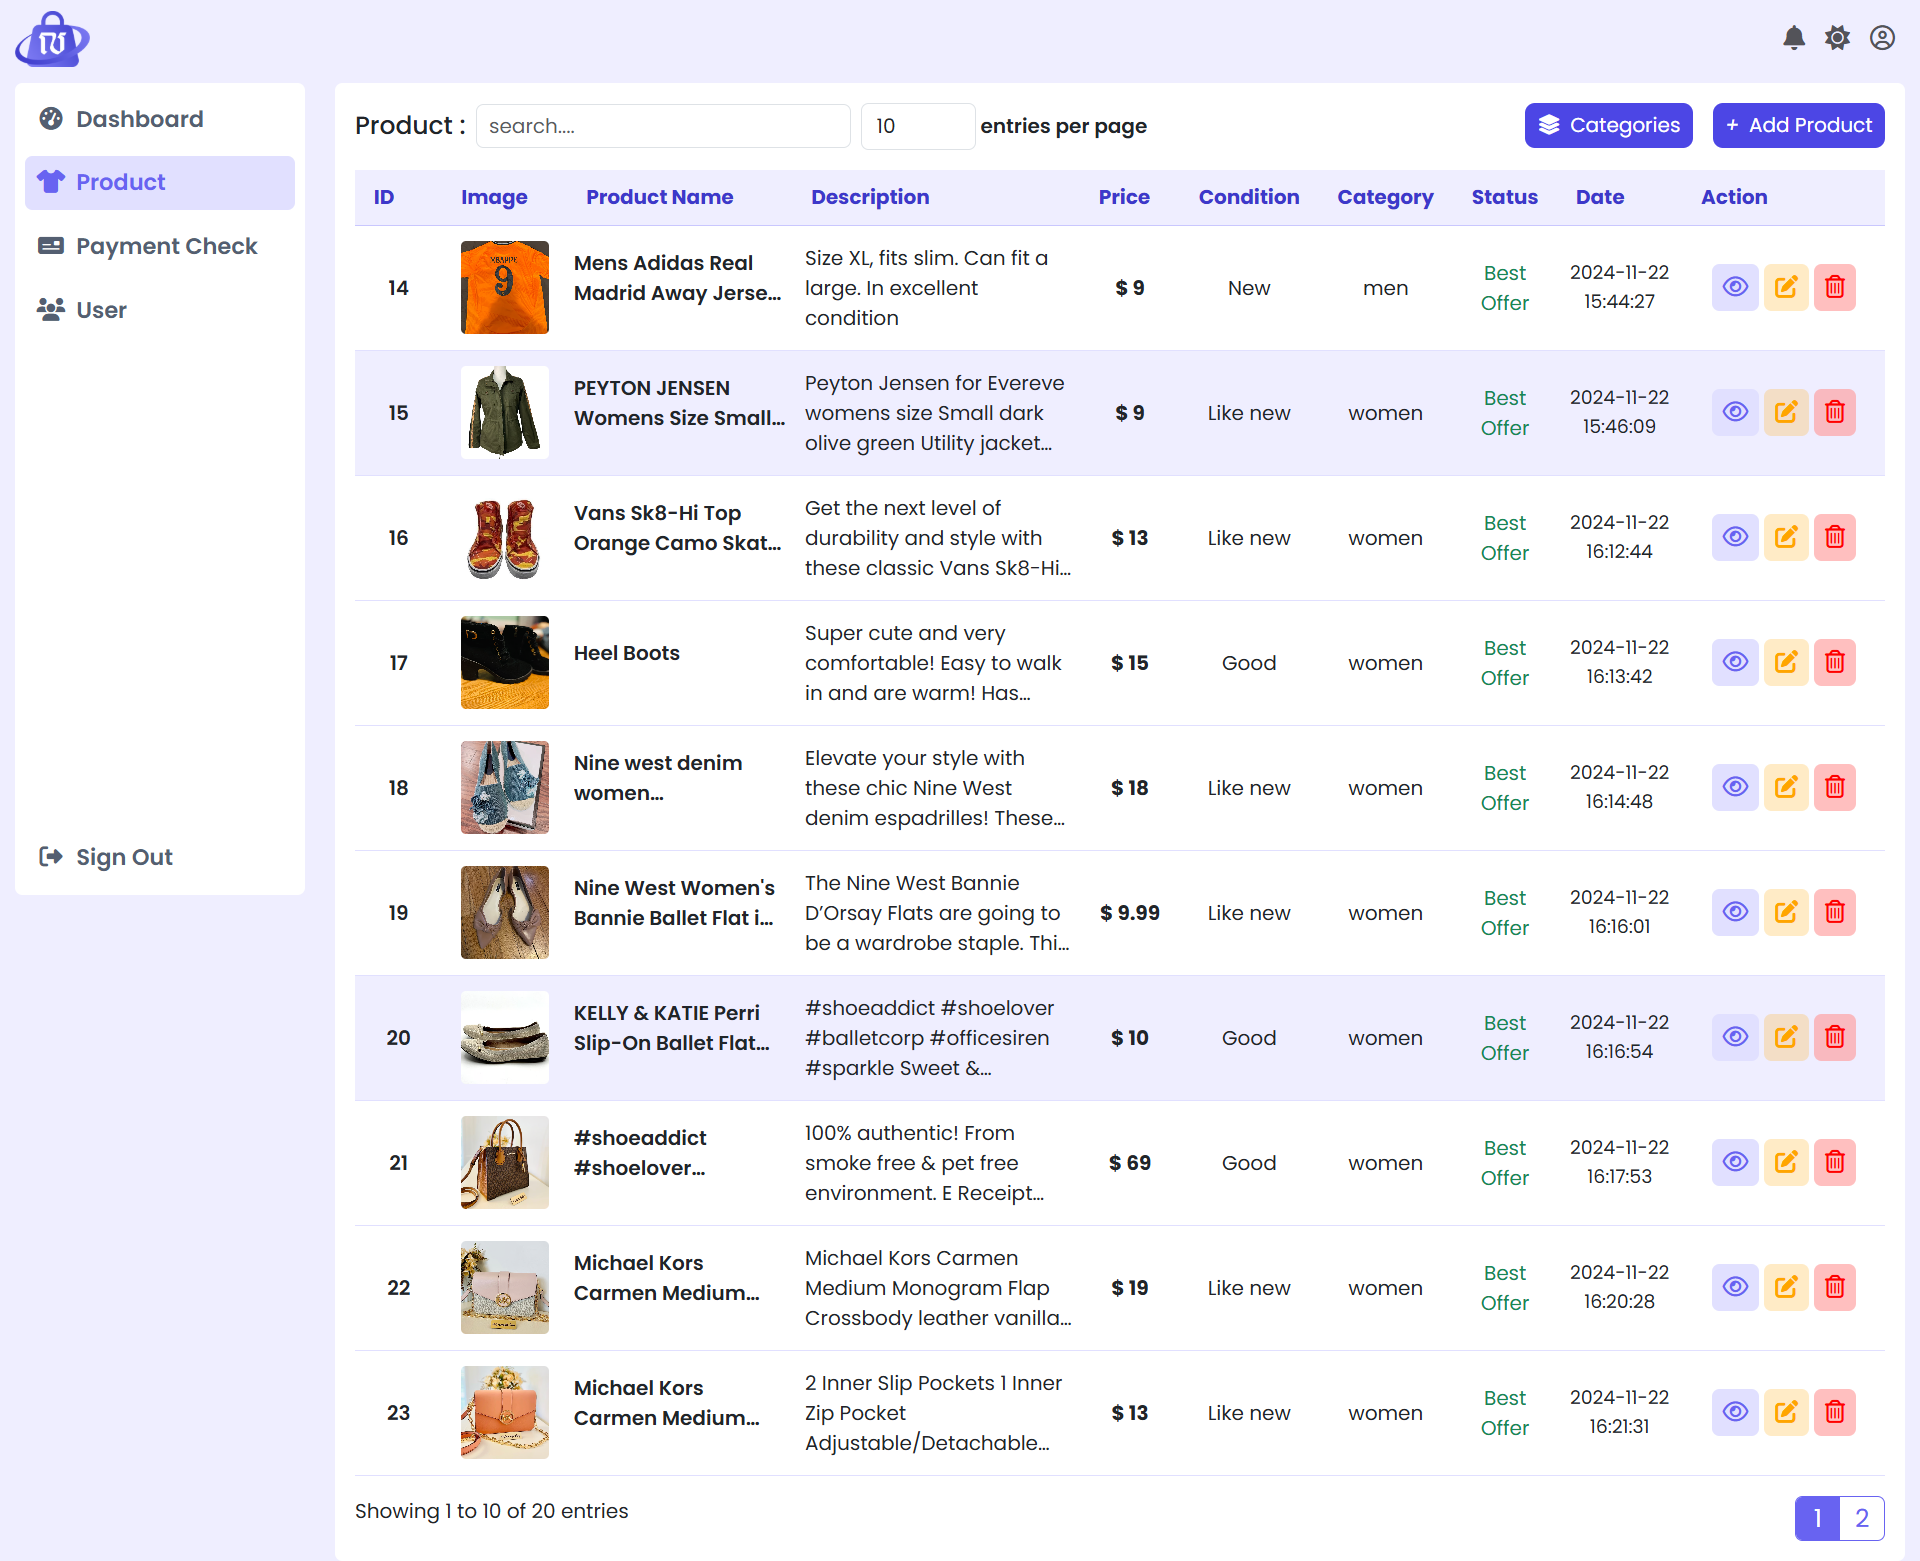 Dashboard
Product
Payment Check
User
Sign Out
Product : search.... 10 entries per page Categories + Add Product
ID Image Product Name Description Price Condition Category Status Date Action
14 Mens Adidas Real Madrid Away Jerse... Size XL, fits slim. Can fit a large. In excellent condition $ 9 New men Best Offer 2024-11-22 15:44:27
MBAPPE
9
15 PEYTON JENSEN Womens Size Small... Peyton Jensen for Evereve womens size Small dark olive green Utility jacket... $ 9 Like new women Best Offer 2024-11-22 15:46:09
16 Vans Sk8-Hi Top Orange Camo Skat... Get the next level of durability and style with these classic Vans Sk8-Hi... $ 13 Like new women Best Offer 2024-11-22 16:12:44
17 Heel Boots Super cute and very comfortable! Easy to walk in and are warm! Has... $ 15 Good women Best Offer 2024-11-22 16:13:42
18 Nine west denim women... Elevate your style with these chic Nine West denim espadrilles! These... $ 18 Like new women Best Offer 2024-11-22 16:14:48
19 Nine West Women's Bannie Ballet Flat i... The Nine West Bannie D’Orsay Flats are going to be a wardrobe staple. Thi... $ 9.99 Like new women Best Offer 2024-11-22 16:16:01
20 KELLY & KATIE Perri Slip-On Ballet Flat... #shoeaddict #shoelover #balletcorp #officesiren #sparkle Sweet &... $ 10 Good women Best Offer 2024-11-22 16:16:54
21 #shoeaddict #shoelover... 100% authentic! From smoke free & pet free environment. E Receipt... $ 69 Good women Best Offer 2024-11-22 16:17:53
22 Michael Kors Carmen Medium... Michael Kors Carmen Medium Monogram Flap Crossbody leather vanilla... $ 19 Like new women Best Offer 2024-11-22 16:20:28
23 Michael Kors Carmen Medium... 2 Inner Slip Pockets 1 Inner Zip Pocket Adjustable/Detachable... $ 13 Like new women Best Offer 2024-11-22 16:21:31
Showing 1 to 10 of 20 entries 1 2